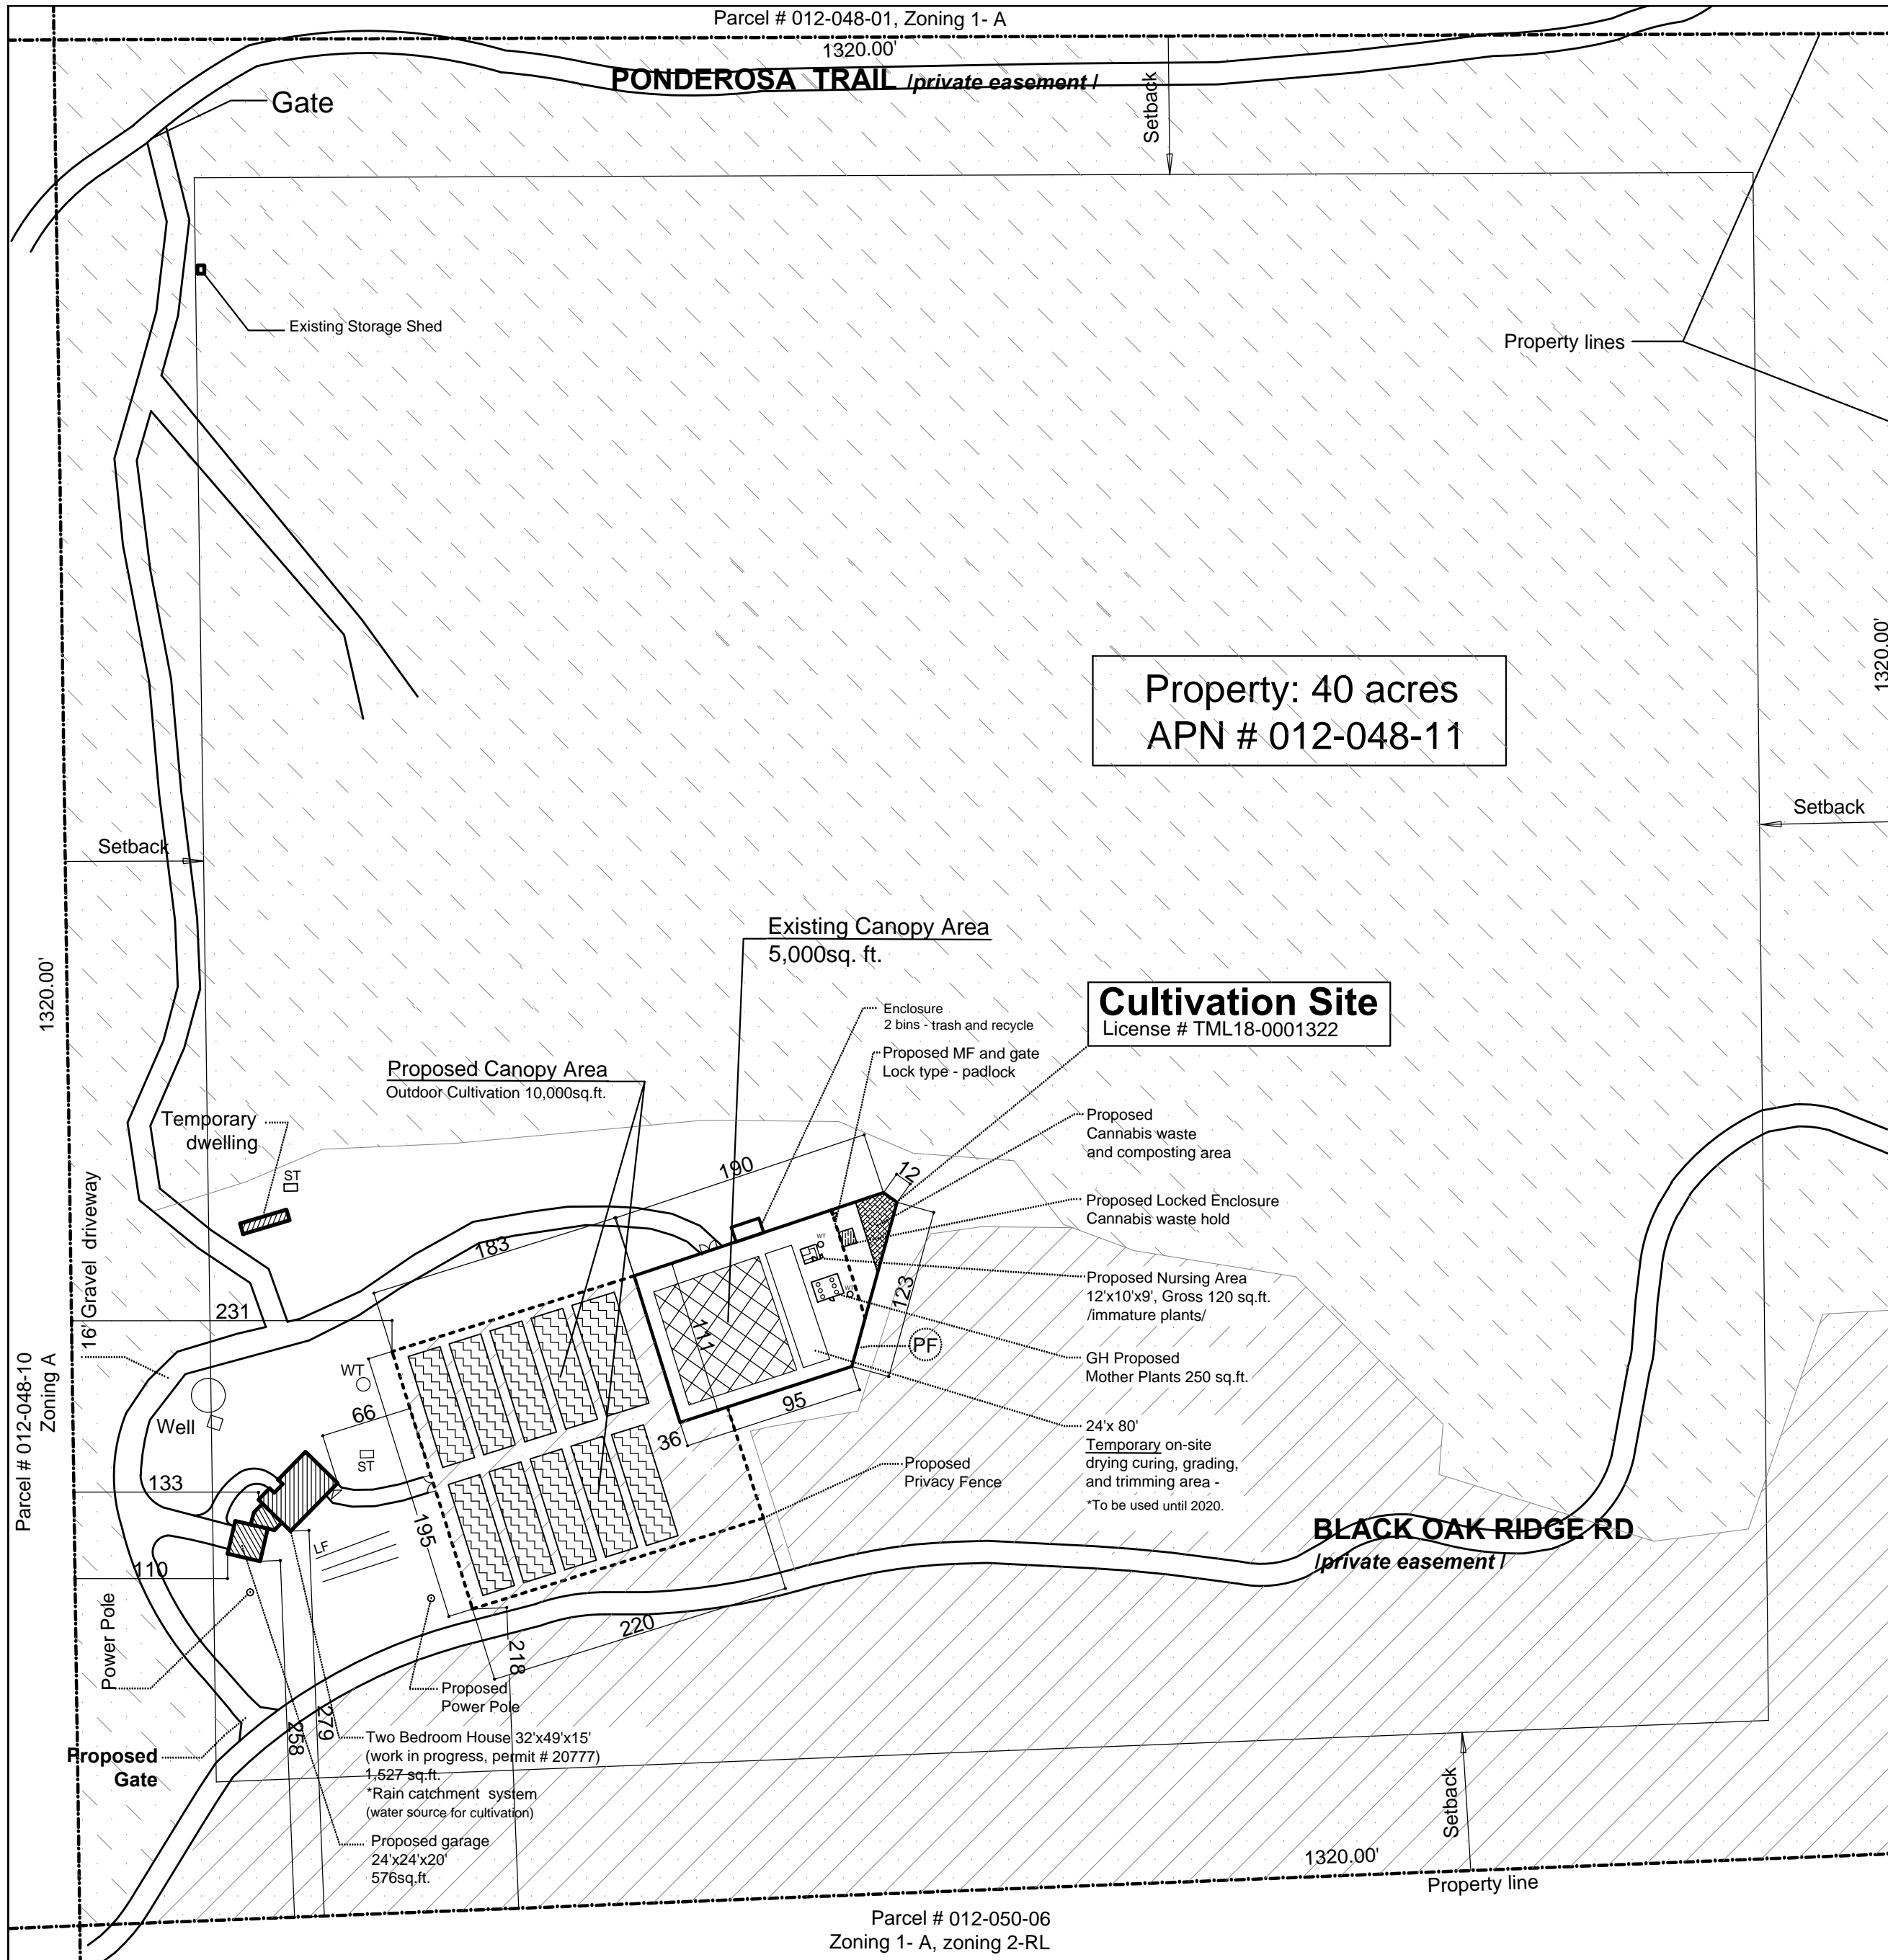 Parcel # 012-048-01, Zoning 1- A
1320.00'
PONDEROSA TRAIL /private easement /
Gate
Setback
Existing Storage Shed
Property lines
1320.00'
Property: 40 acres
APN # 012-048-11
Setback
Setback
Existing Canopy Area
5,000sq. ft.
1320.00'
Cultivation Site
License # TML18-0001322
Enclosure
2 bins - trash and recycle
Proposed MF and gate
Lock type - padlock
Proposed Canopy Area
Outdoor Cultivation 10,000sq.ft.
Temporary
dwelling
ST
Proposed
Cannabis waste
and composting area
190
12
Proposed Locked Enclosure
Cannabis waste hold
16' Gravel driveway
183
WT
123
Proposed Nursing Area
12'x10'x9', Gross 120 sq.ft.
/immature plants/
WT
231
111
PF
GH Proposed
Mother Plants 250 sq.ft.
WT
66
95
36
Well
ST
24'x 80'
Temporary on-site
drying curing, grading,
and trimming area -
*To be used until 2020.
Parcel # 012-048-10
Zoning A
133
Proposed
Privacy Fence
195
LF
110
BLACK OAK RIDGE RD
/private easement /
Power Pole
220
218
Proposed
Power Pole
279
258
Proposed
Gate
Two Bedroom House 32'x49'x15'
(work in progress, permit # 20777)
1,527 sq.ft.
*Rain catchment system
(water source for cultivation)
Setback
Proposed garage
24'x24'x20'
576sq.ft.
1320.00'
Property line
Parcel # 012-050-06
Zoning 1- A, zoning 2-RL